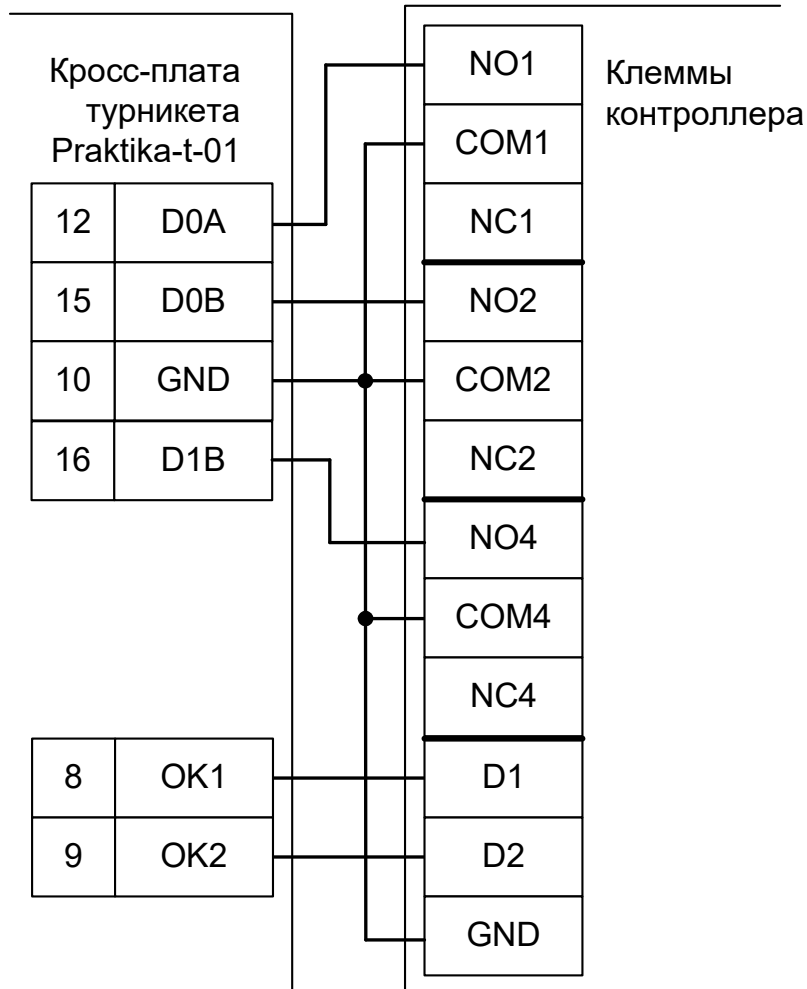 Кросс-плата
турникета
Praktika-t-01
12 D0A
15 D0B
10 GND
16 D1B
8 OK1
9 OK2
NO1
COM1
NC1
NO2
COM2
NC2
NO4
COM4
NC4
D1
D2
GND
Клеммы
контроллера